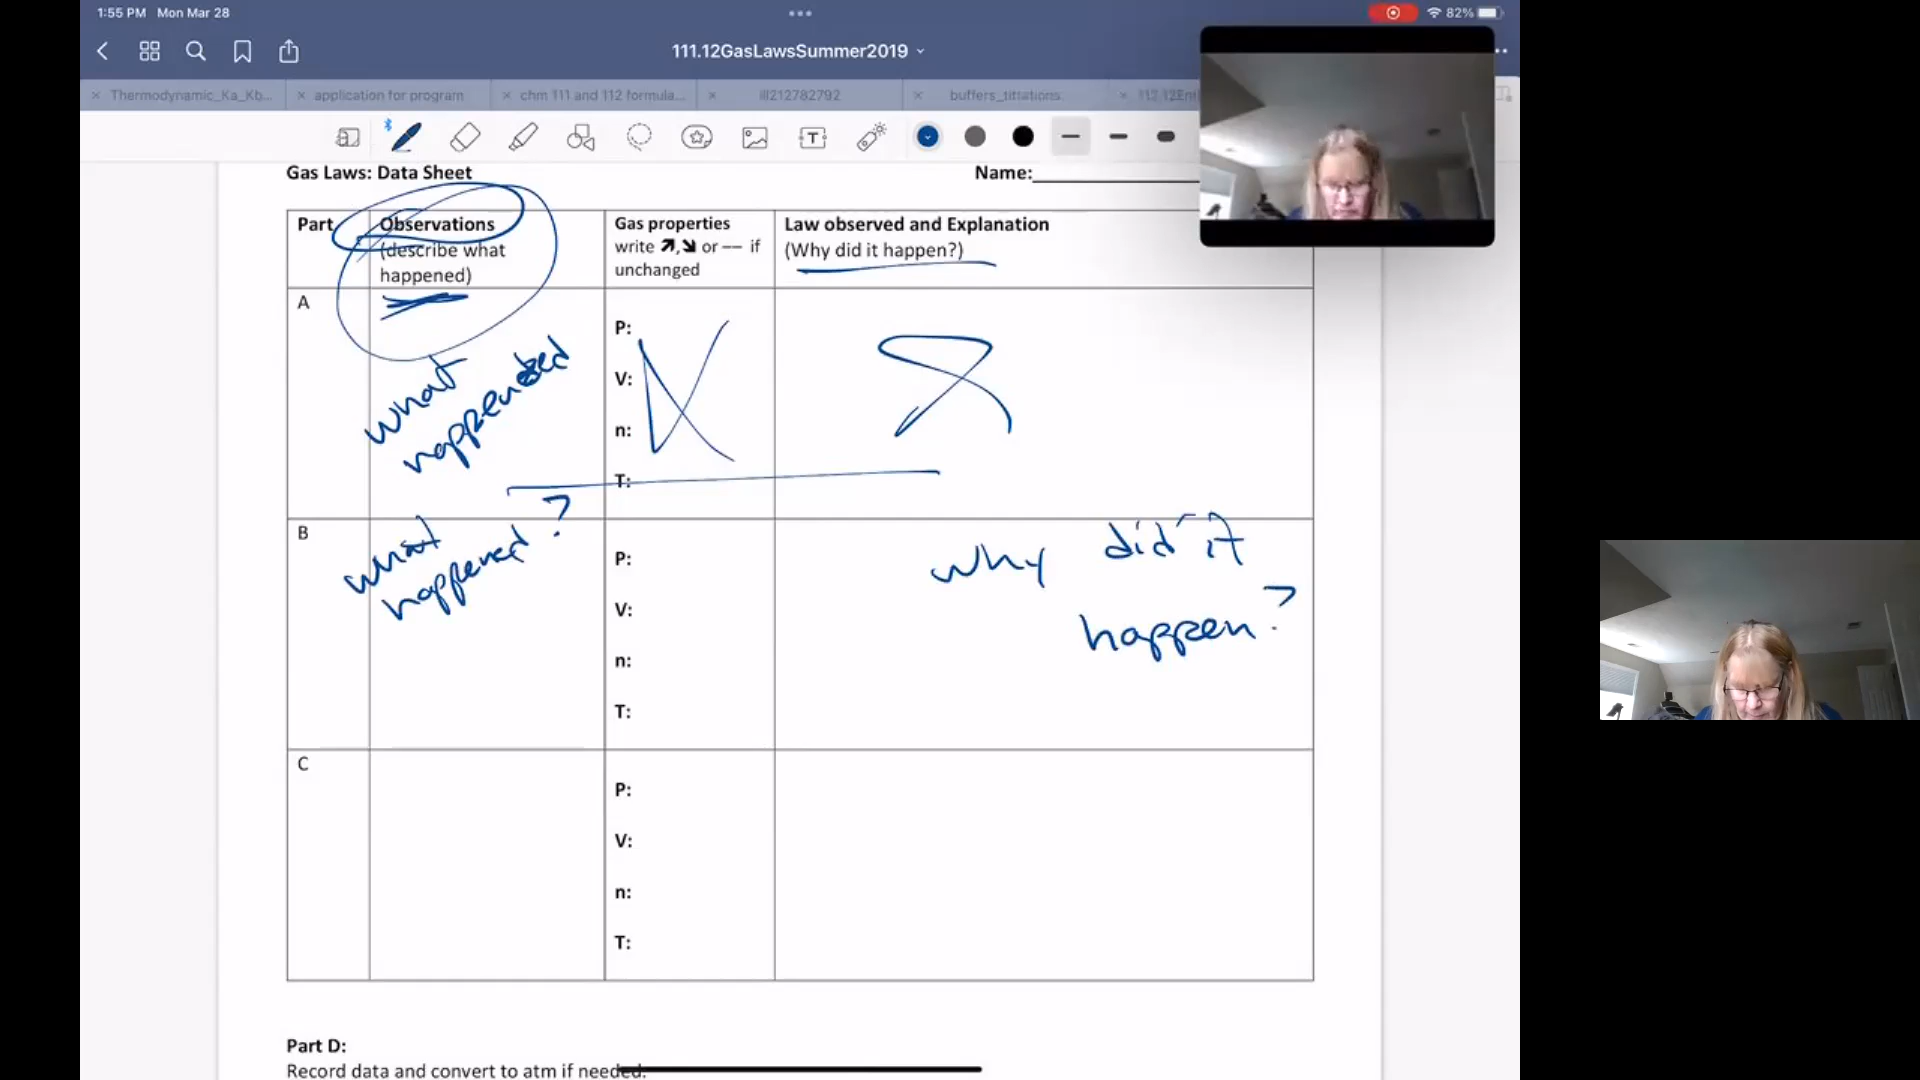 1:55 PM Mon Mar 28
82%
111.12GasLawsSummer2019
Thermodynamic_Ka_Kb...
application for program
chm 111 and 112 formula...
ill212782792
buffers_titrations
Gas Laws: Data Sheet
Name:
Part
Observations
(describe what
happened)
Gas properties
write ↗,↘ or — if
unchanged
Law observed and Explanation
(Why did it happen?)
A
what
happened
P:
V:
n:
T:
B
what
happened?
P:
V:
n:
T:
why did it
happen?
C
P:
V:
n:
T:
Part D:
Record data and convert to atm if needed.